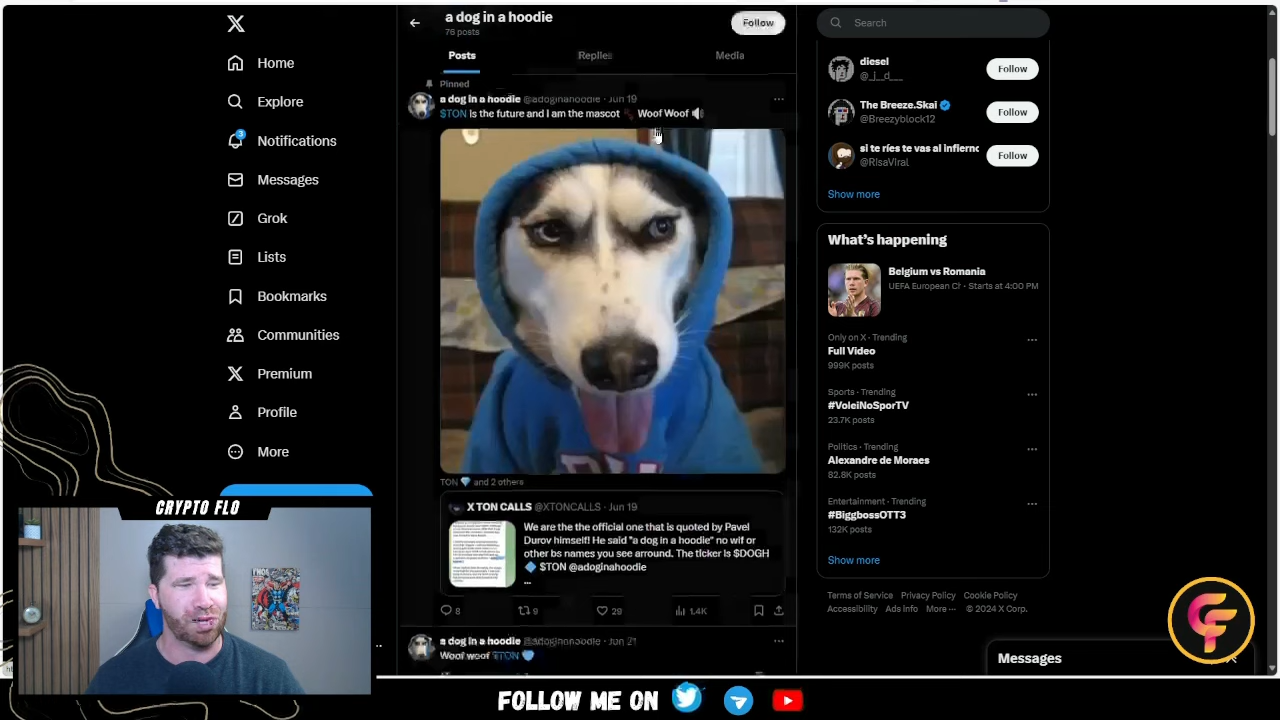 a dog in a hoodie
76 posts
Follow
Posts
Replies
Media
Home
Explore
3
Notifications
Messages
Grok
Lists
Bookmarks
Communities
Premium
Profile
More
Pinned
a dog in a hoodie @adoginahoodie · Jun 19
$TON is the future and I am the mascot Woof Woof
TON and 2 others
X TON CALLS @XTONCALLS · Jun 19
We are the the official one that is quoted by Pavel
Durov himself! He said "a dog in a hoodie" no wif or
other bs names you see arround. The ticker is $DOGH
$TON @adoginahoodie
...
8
9
29
1.4K
a dog in a hoodie @adoginahoodie · Jun 21
Woof woof $TON
Search
diesel
@_j__d___
Follow
The Breeze.Skai
@Breezyblock12
Follow
si te ríes te vas al infierno
@RisaViral
Follow
Show more
What's happening
Belgium vs Romania
UEFA European Ch · Starts at 4:00 PM
Only on X · Trending
Full Video
999K posts
Sports · Trending
#VoleiNoSporTV
23.7K posts
Politics · Trending
Alexandre de Moraes
82.8K posts
Entertainment · Trending
#BiggbossOTT3
132K posts
Show more
Terms of Service Privacy Policy Cookie Policy
Accessibility Ads info More ··· © 2024 X Corp.
Messages
CRYPTO FLO
FOLLOW ME ON